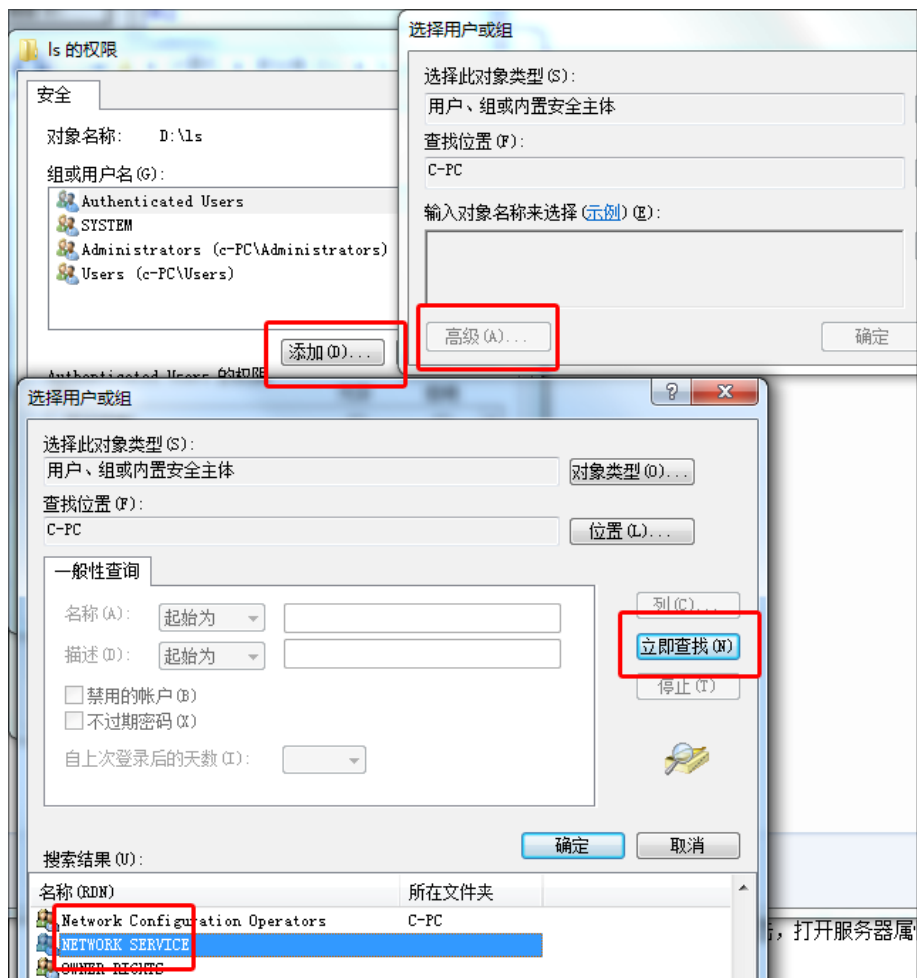 ls 的权限
安全
对象名称: D:\ls
组或用户名(G):
Authenticated Users
SYSTEM
Administrators (c-PC\Administrators)
Users (c-PC\Users)
添加(D)...
Authenticated Users 的权限
选择用户或组
选择此对象类型(S):
用户、组或内置安全主体
查找位置(F):
C-PC
输入对象名称来选择(示例)(E):
高级(A)...
确定
选择用户或组
选择此对象类型(S):
用户、组或内置安全主体
对象类型(O)...
查找位置(F):
C-PC
位置(L)...
一般性查询
名称(A): 起始为
描述(D): 起始为
禁用的帐户(B)
不过期密码(X)
自上次登录后的天数(I):
列(C)...
立即查找(N)
停止(T)
确定
取消
搜索结果(U):
名称(RDN) 所在文件夹
Network Configuration Operators C-PC
NETWORK SERVICE
OWNER RIGHTS
,打开服务器属